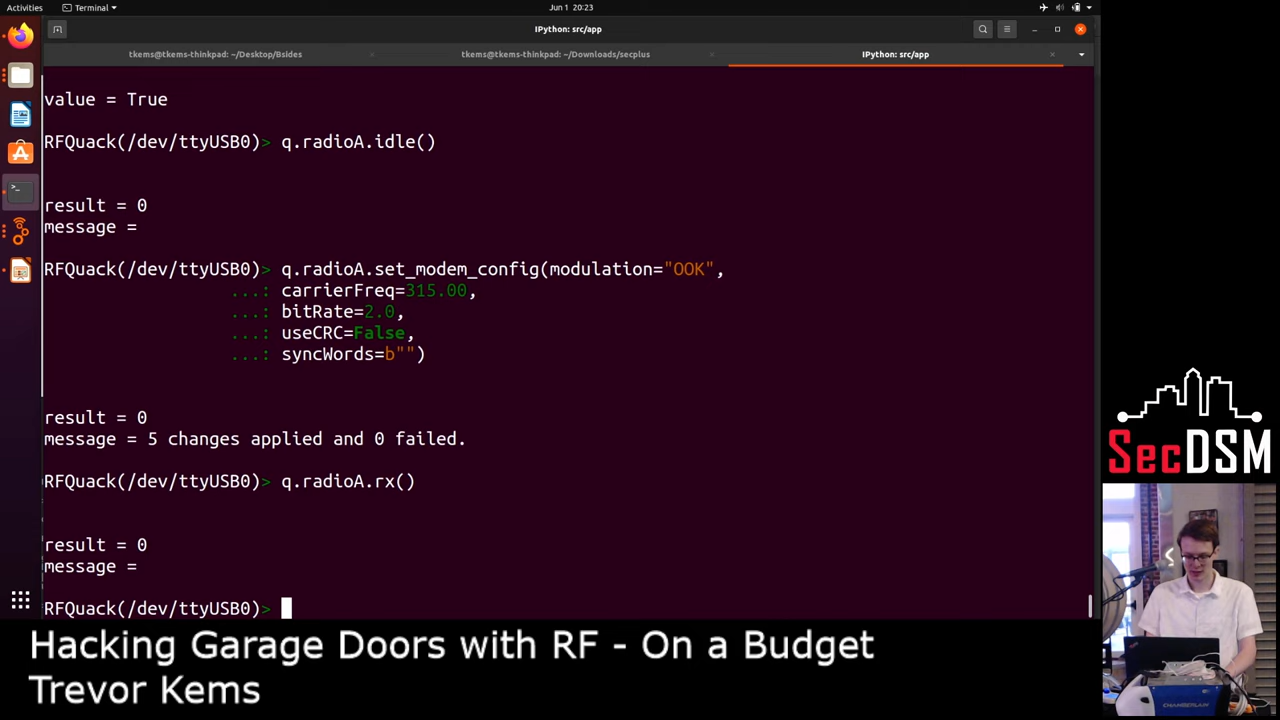 Activities
Terminal
Jun 1 20:23
IPython: src/app
tkems@tkems-thinkpad: ~/Desktop/Bsides
tkems@tkems-thinkpad: ~/Downloads/secplus
IPython: src/app
value = True
RFQuack(/dev/ttyUSB0)> q.radioA.idle()
result = 0
message =
RFQuack(/dev/ttyUSB0)> q.radioA.set_modem_config(modulation="OOK",
...: carrierFreq=315.00,
...: bitRate=2.0,
...: useCRC=False,
...: syncWords=b"")
result = 0
message = 5 changes applied and 0 failed.
RFQuack(/dev/ttyUSB0)> q.radioA.rx()
result = 0
message =
RFQuack(/dev/ttyUSB0)>
SecDSM
CHAMBERLAIN
Hacking Garage Doors with RF - On a Budget
Trevor Kems